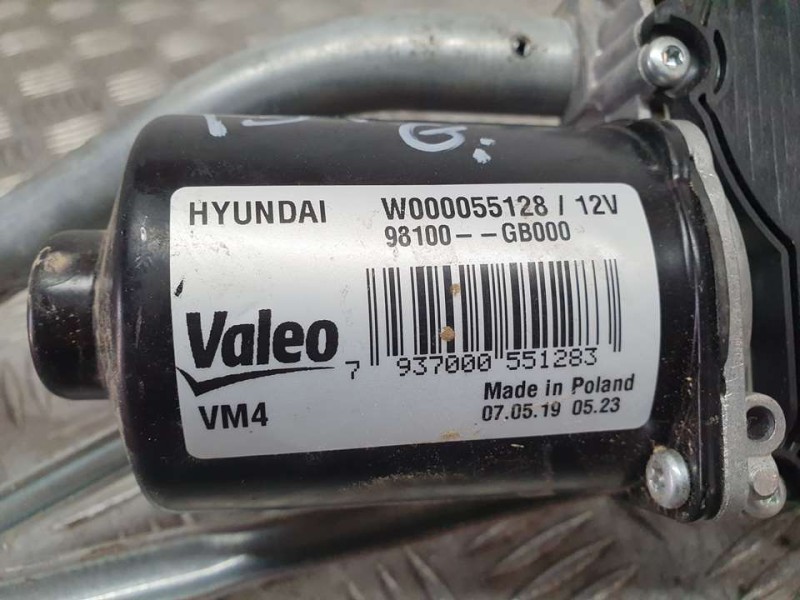 G.
HYUNDAI W000055128 / 12V
98100--GB000
Valeo
7 937000 551283
VM4
Made in Poland
07.05.19 05.23